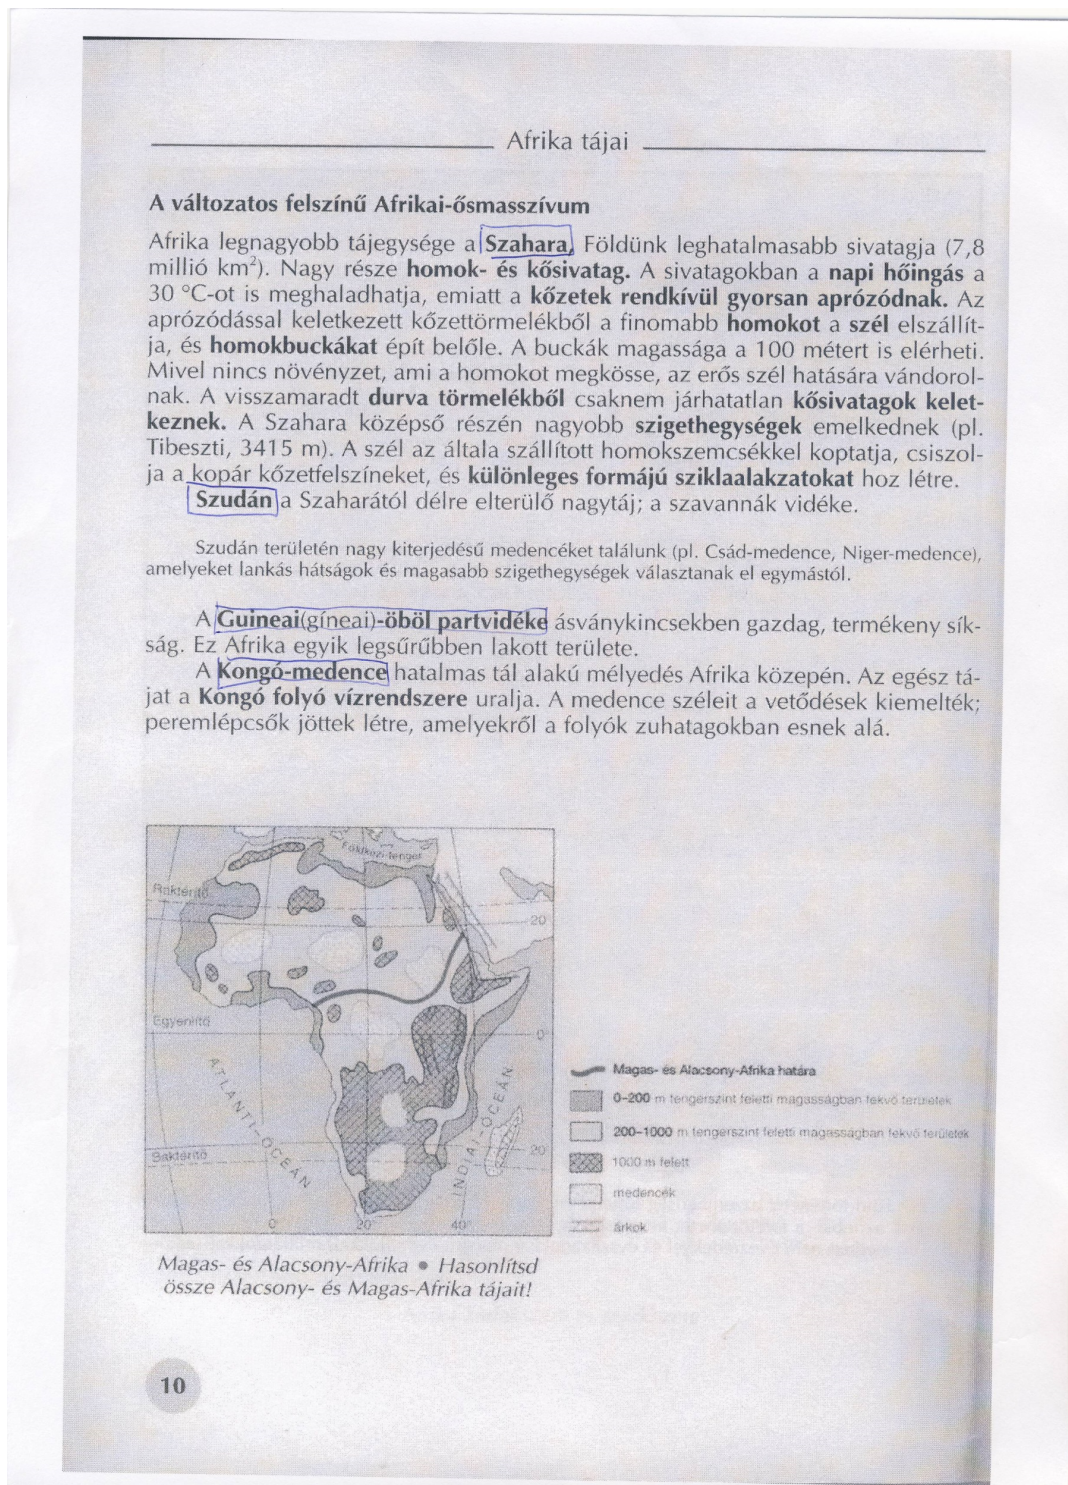 Afrika tájai
A változatos felszínű Afrikai-ősmasszívum
Afrika legnagyobb tájegysége a Szahara, Földünk leghatalmasabb sivatagja (7,8
millió km²). Nagy része homok- és kősivatag. A sivatagokban a napi hőingás a
30 °C-ot is meghaladhatja, emiatt a kőzetek rendkívül gyorsan aprózódnak. Az
aprózódással keletkezett kőzettörmelékből a finomabb homokot a szél elszállít-
ja, és homokbuckákat épít belőle. A buckák magassága a 100 métert is elérheti.
Mivel nincs növényzet, ami a homokot megkösse, az erős szél hatására vándorol-
nak. A visszamaradt durva törmelékből csaknem járhatatlan kősivatagok kelet-
keznek. A Szahara középső részén nagyobb szigethegységek emelkednek (pl.
Tibeszti, 3415 m). A szél az általa szállított homokszemcsékkel koptatja, csiszol-
ja a kopár kőzetfelszíneket, és különleges formájú sziklaalakzatokat hoz létre.
Szudán a Szaharától délre elterülő nagytáj; a szavannák vidéke.
Szudán területén nagy kiterjedésű medencéket találunk (pl. Csád-medence, Niger-medence),
amelyeket lankás hátságok és magasabb szigethegységek választanak el egymástól.
A Guineai(gíneai)-öböl partvidéke ásványkincsekben gazdag, termékeny sík-
ság. Ez Afrika egyik legsűrűbben lakott területe.
A Kongó-medence hatalmas tál alakú mélyedés Afrika közepén. Az egész tá-
jat a Kongó folyó vízrendszere uralja. A medence széleit a vetődések kiemelték;
peremlépcsők jöttek létre, amelyekről a folyók zuhatagokban esnek alá.
Földközi-tenger
Ráktérítő
20
Egyenlítő
0°
ATLANTI-ÓCEÁN
INDIAI-ÓCEÁN
Baktérítő
20
0°
20
40°
Magas- és Alacsony-Afrika határa
0–200 m tengerszint feletti magasságban fekvő területek
200–1000 m tengerszint feletti magasságban fekvő területek
1000 m felett
medencék
árkok
Magas- és Alacsony-Afrika • Hasonlítsd
össze Alacsony- és Magas-Afrika tájait!
10